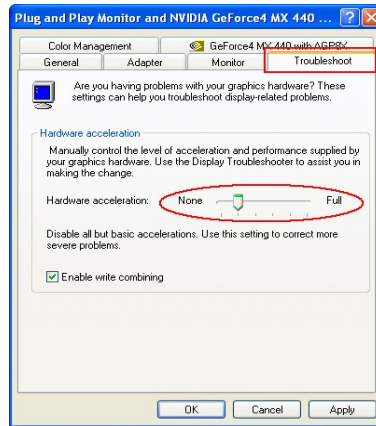 Plug and Play Monitor and NVIDIA GeForce4 MX 440 ...
Color Management
GeForce4 MX 440 with AGP8X
General
Adapter
Monitor
Troubleshoot
Are you having problems with your graphics hardware? These
settings can help you troubleshoot display-related problems.
Hardware acceleration
Manually control the level of acceleration and performance supplied by
your graphics hardware. Use the Display Troubleshooter to assist you in
making the change.
Hardware acceleration: None Full
Disable all but basic accelerations. Use this setting to correct more
severe problems.
Enable write combining
OK
Cancel
Apply